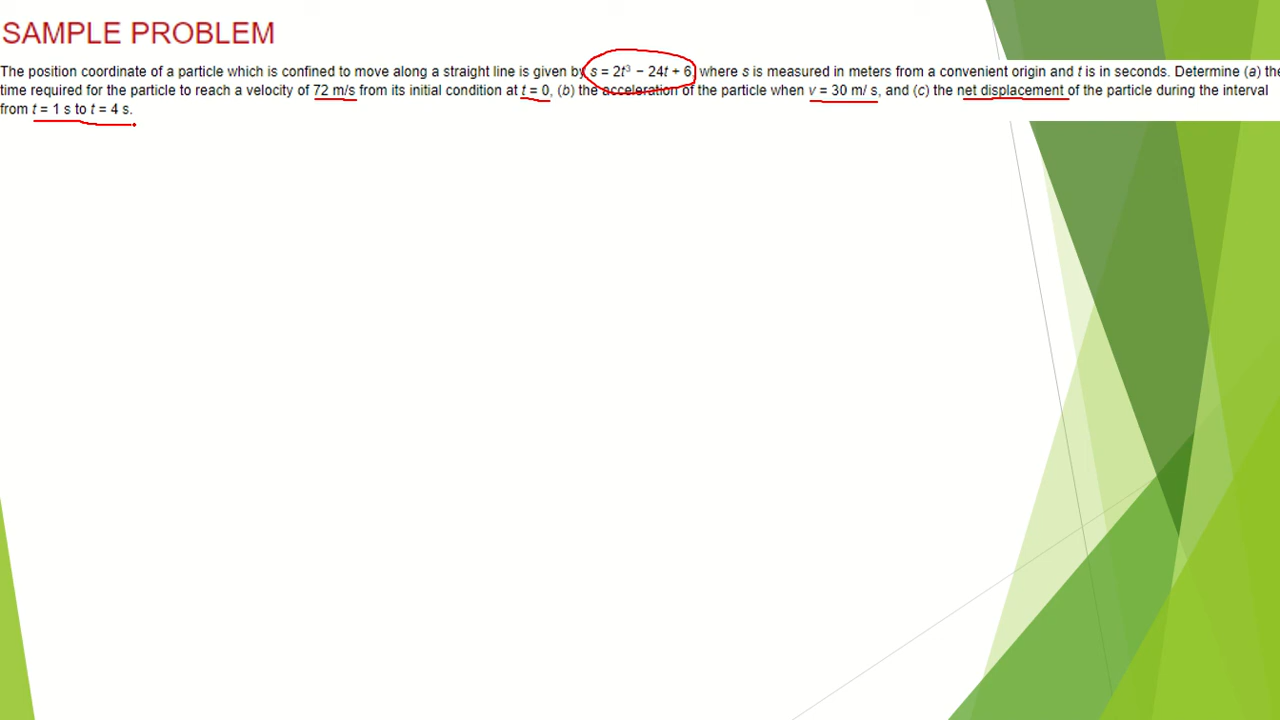 SAMPLE PROBLEM
The position coordinate of a particle which is confined to move along a straight line is given by s = 2t³ − 24t + 6, where s is measured in meters from a convenient origin and t is in seconds. Determine (a) the
time required for the particle to reach a velocity of 72 m/s from its initial condition at t = 0, (b) the acceleration of the particle when v = 30 m/ s, and (c) the net displacement of the particle during the interval
from t = 1 s to t = 4 s.